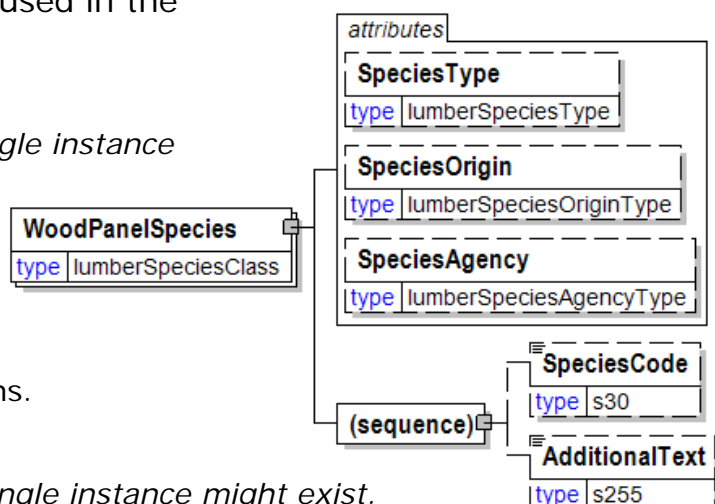 used in the
gle instance
ns.
ngle instance might exist.
attributes
SpeciesType
type lumberSpeciesType
SpeciesOrigin
type lumberSpeciesOriginType
SpeciesAgency
type lumberSpeciesAgencyType
WoodPanelSpecies
type lumberSpeciesClass
(sequence)
SpeciesCode
type s30
AdditionalText
type s255